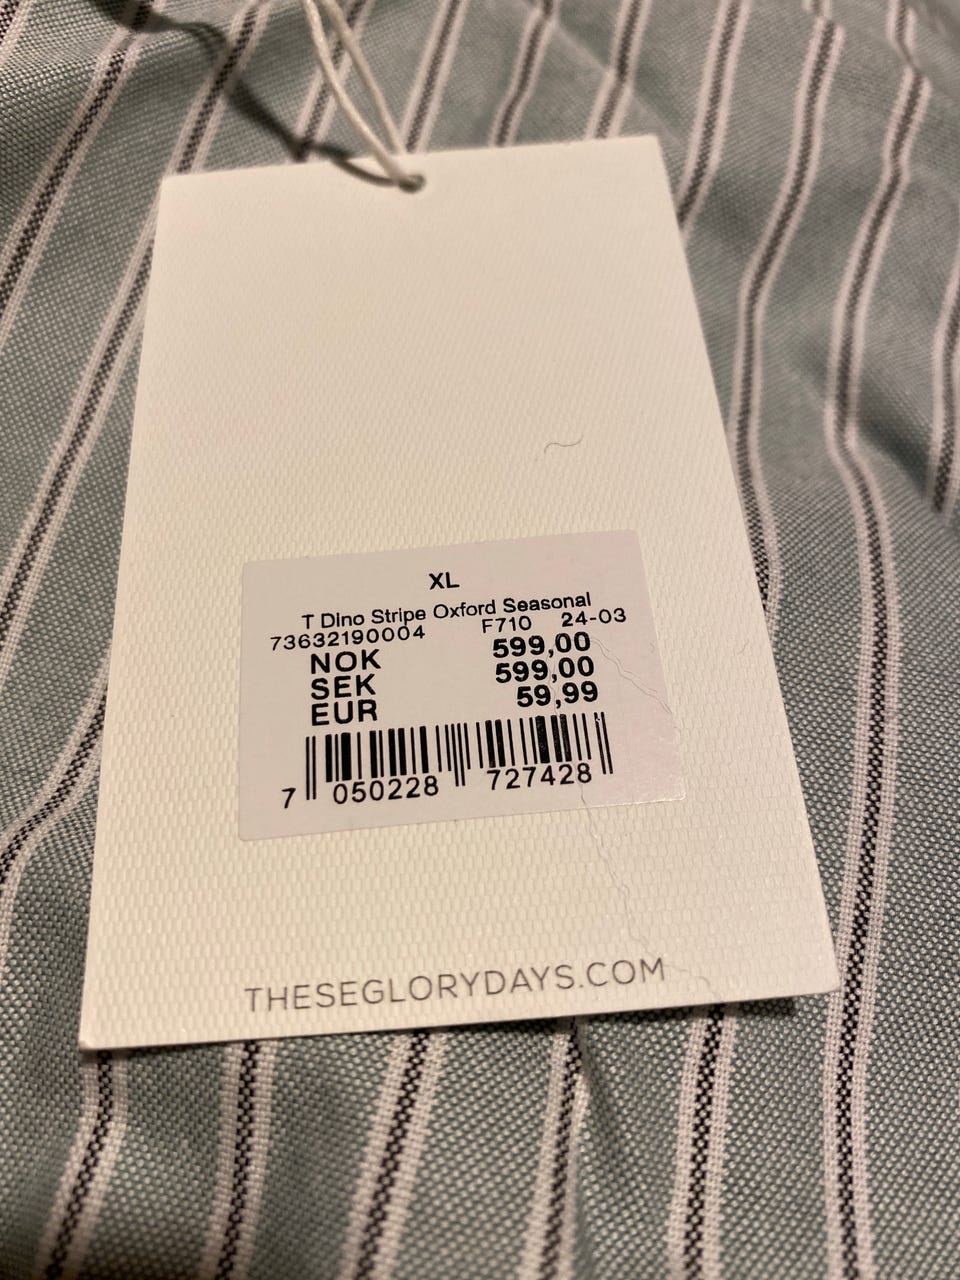 XL
T Dino Stripe Oxford Seasonal
73632190004 F710 24-03
NOK 599,00
SEK 599,00
EUR 59,99
7 050228 727428
THESEGLORYDAYS.COM